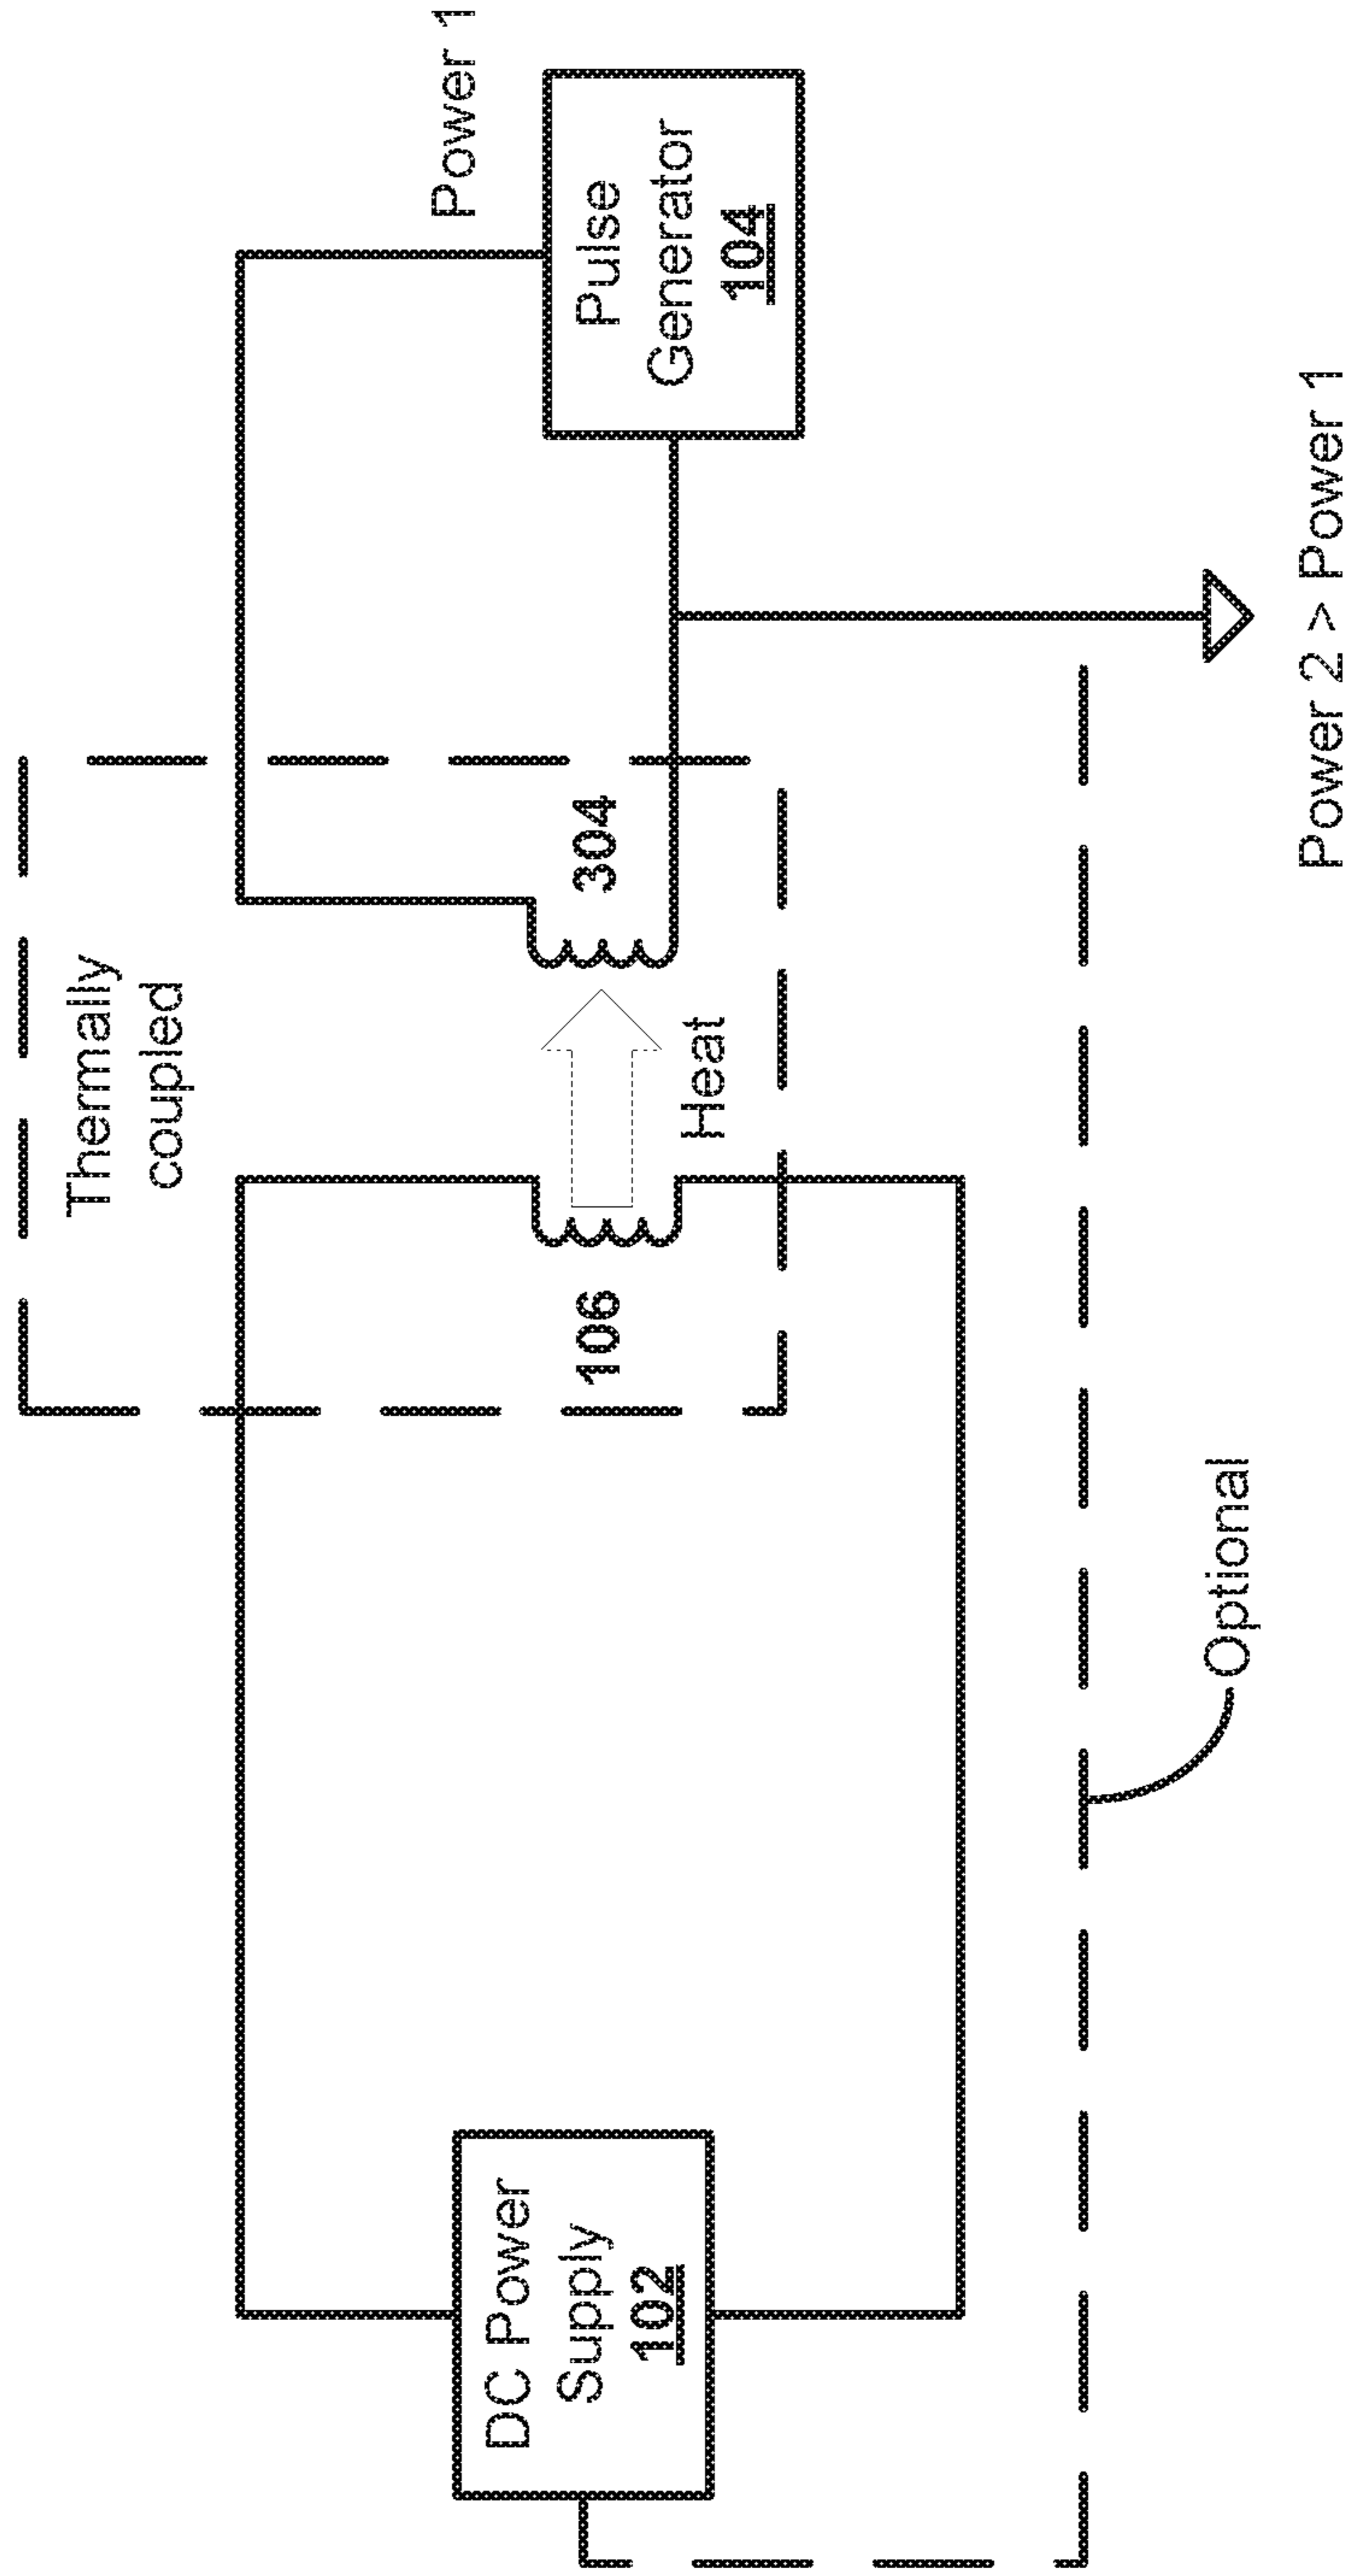 Thermally
coupled
Power 1
DC Power
Supply
102
106
304
Heat
Pulse
Generator
104
Optional
Power 2 > Power 1